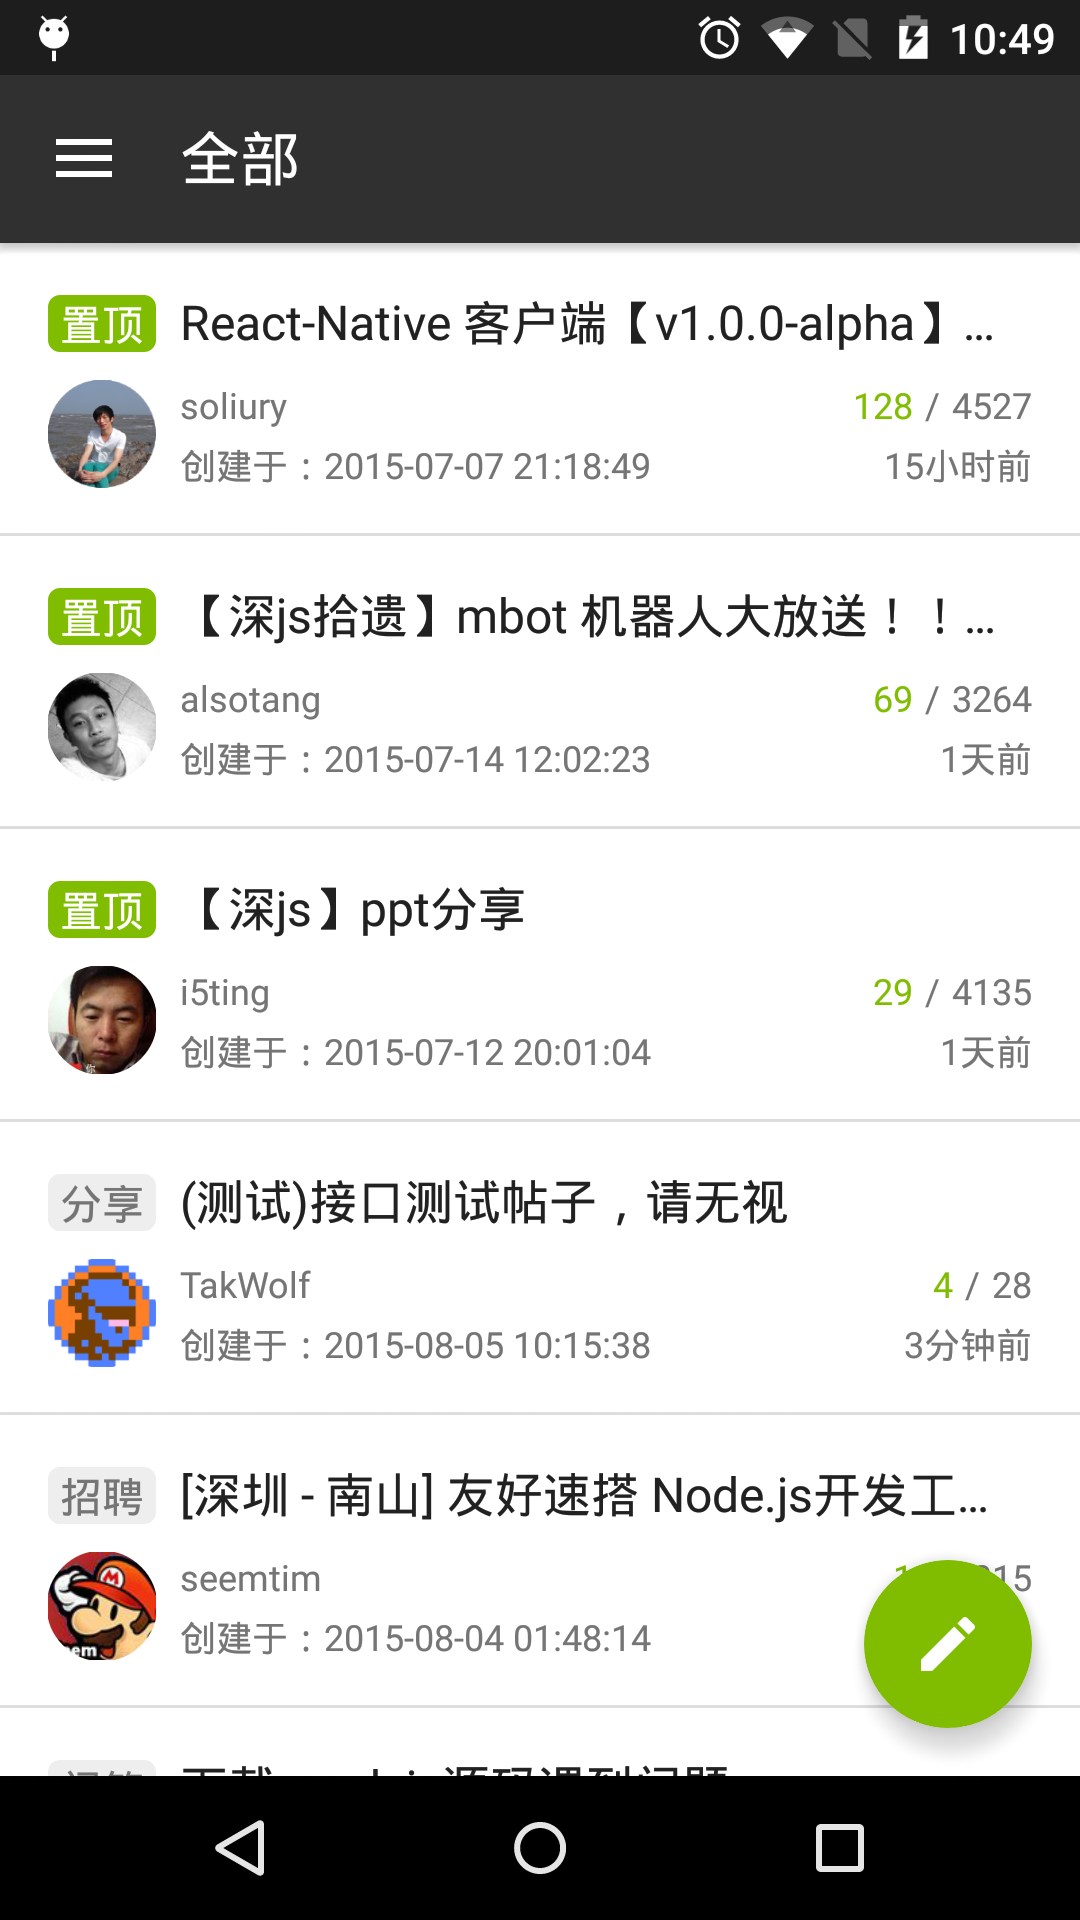 10:49
全部
置顶 React-Native 客户端【v1.0.0-alpha】...
soliury 128 / 4527
创建于：2015-07-07 21:18:49 15小时前
置顶 【深js拾遗】mbot 机器人大放送！！...
alsotang 69 / 3264
创建于：2015-07-14 12:02:23 1天前
置顶 【深js】ppt分享
i5ting 29 / 4135
创建于：2015-07-12 20:01:04 1天前
分享 (测试)接口测试帖子，请无视
TakWolf 4 / 28
创建于：2015-08-05 10:15:38 3分钟前
招聘 [深圳 - 南山] 友好速搭 Node.js开发工...
seemtim
创建于：2015-08-04 01:48:14